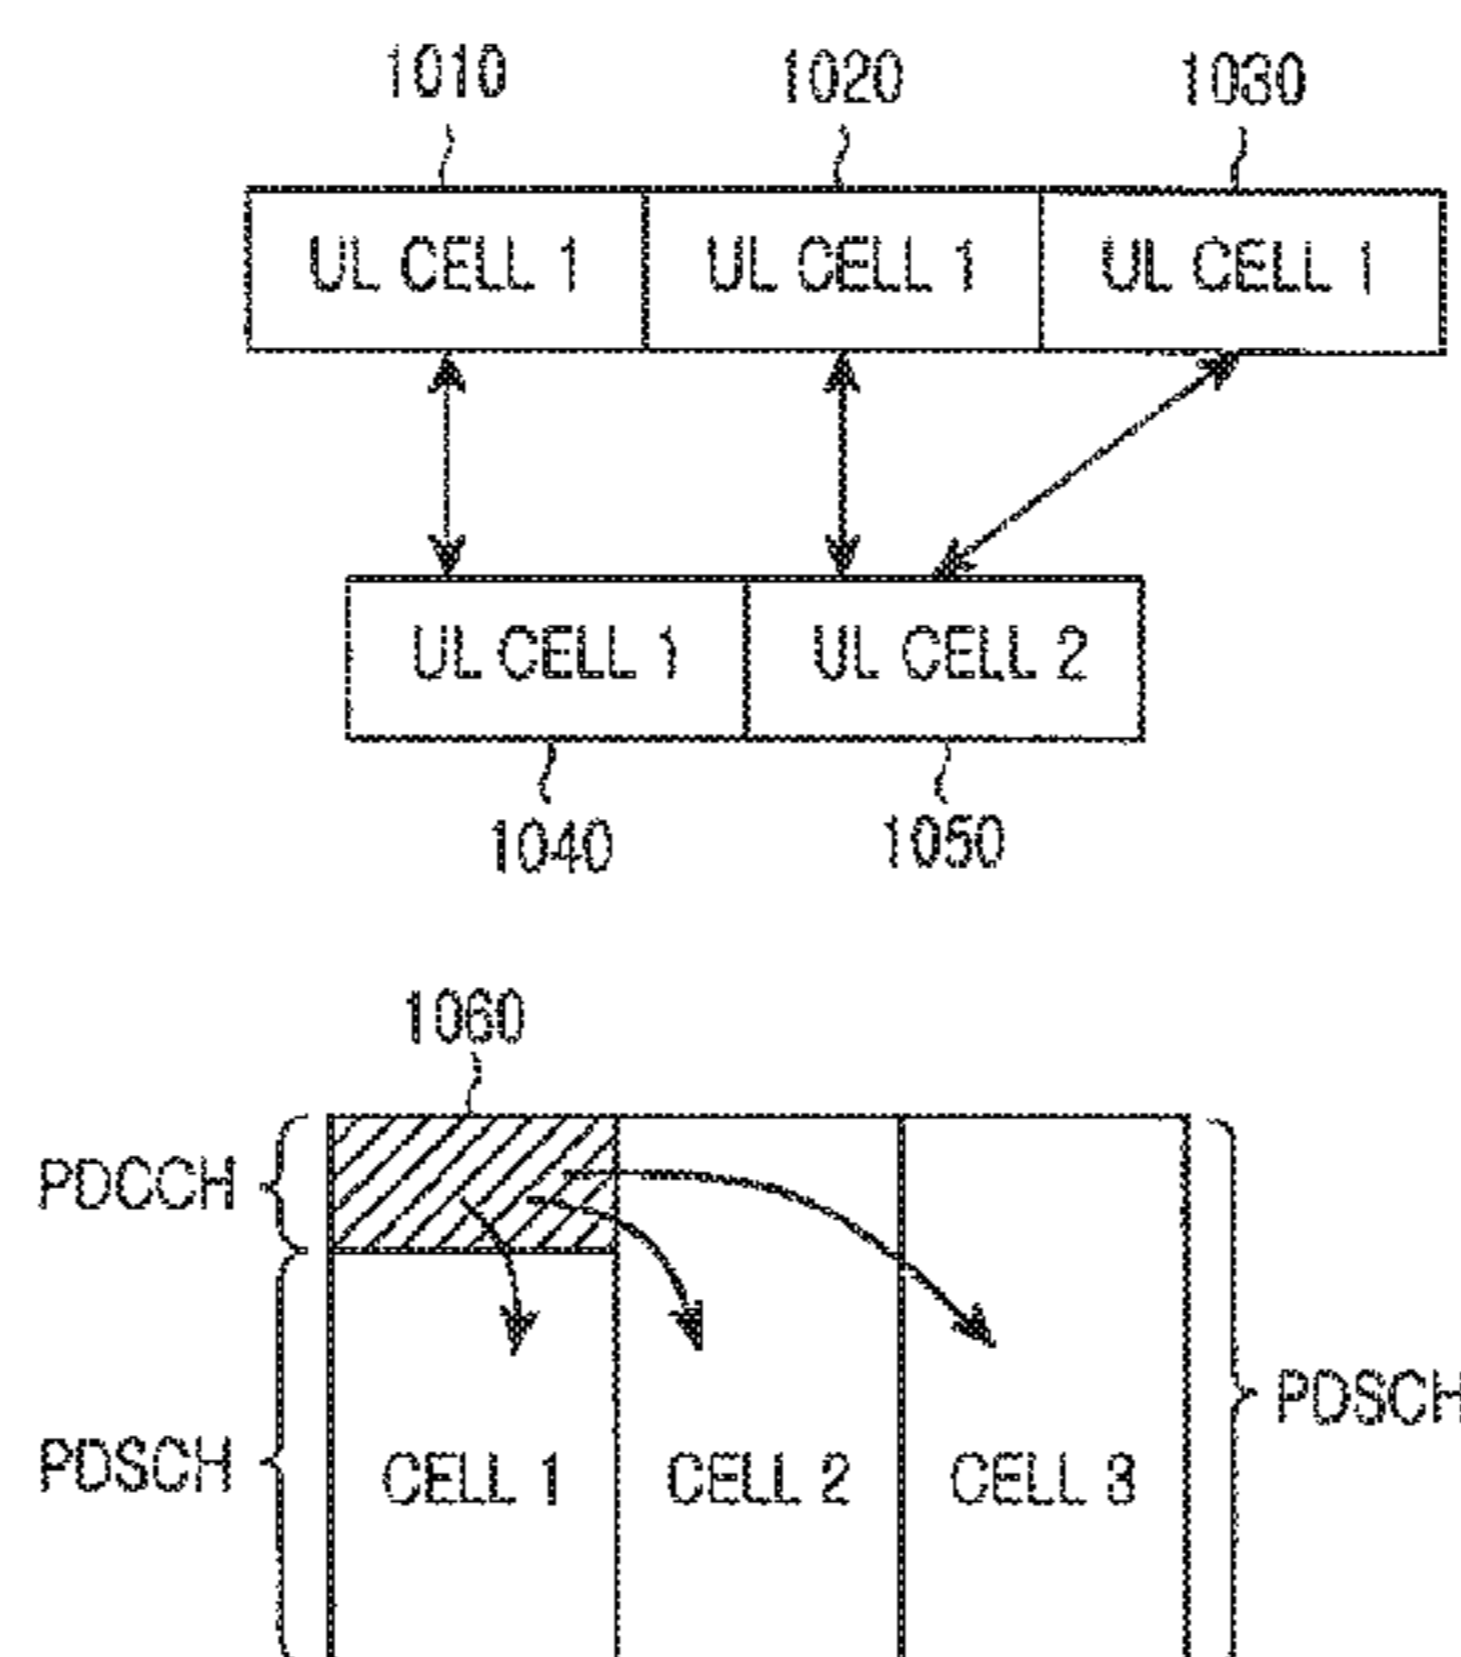 1010 1020 1030
UL CELL 1 UL CELL 1 UL CELL 1
UL CELL 1 UL CELL 2
1040 1050
1060
PDCCH
PDSCH
PDSCH
CELL 1 CELL 2 CELL 3